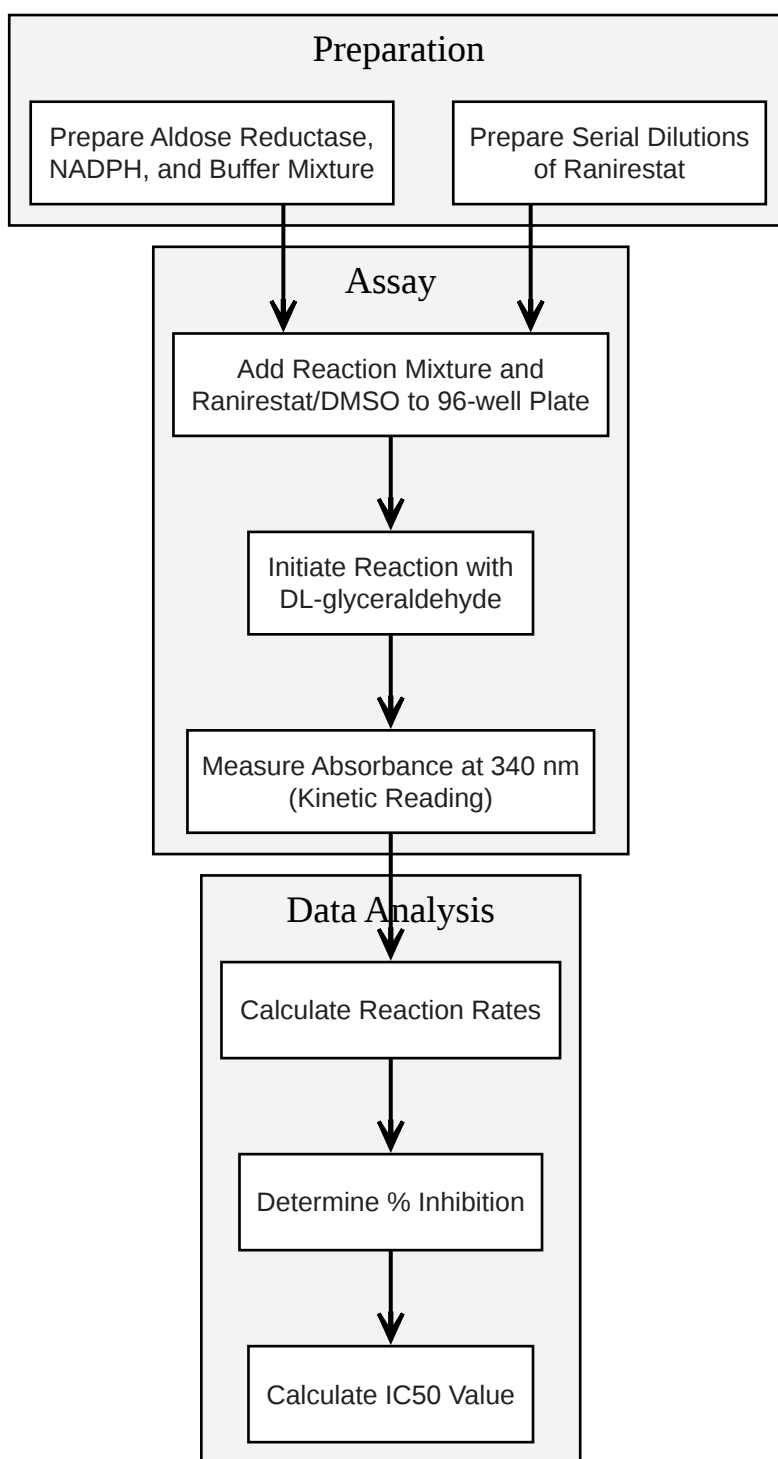 Preparation
Prepare Aldose Reductase,
NADPH, and Buffer Mixture
Prepare Serial Dilutions
of Ranirestat
Assay
Add Reaction Mixture and
Ranirestat/DMSO to 96-well Plate
Initiate Reaction with
DL-glyceraldehyde
Measure Absorbance at 340 nm
(Kinetic Reading)
Data Analysis
Calculate Reaction Rates
Determine % Inhibition
Calculate IC50 Value